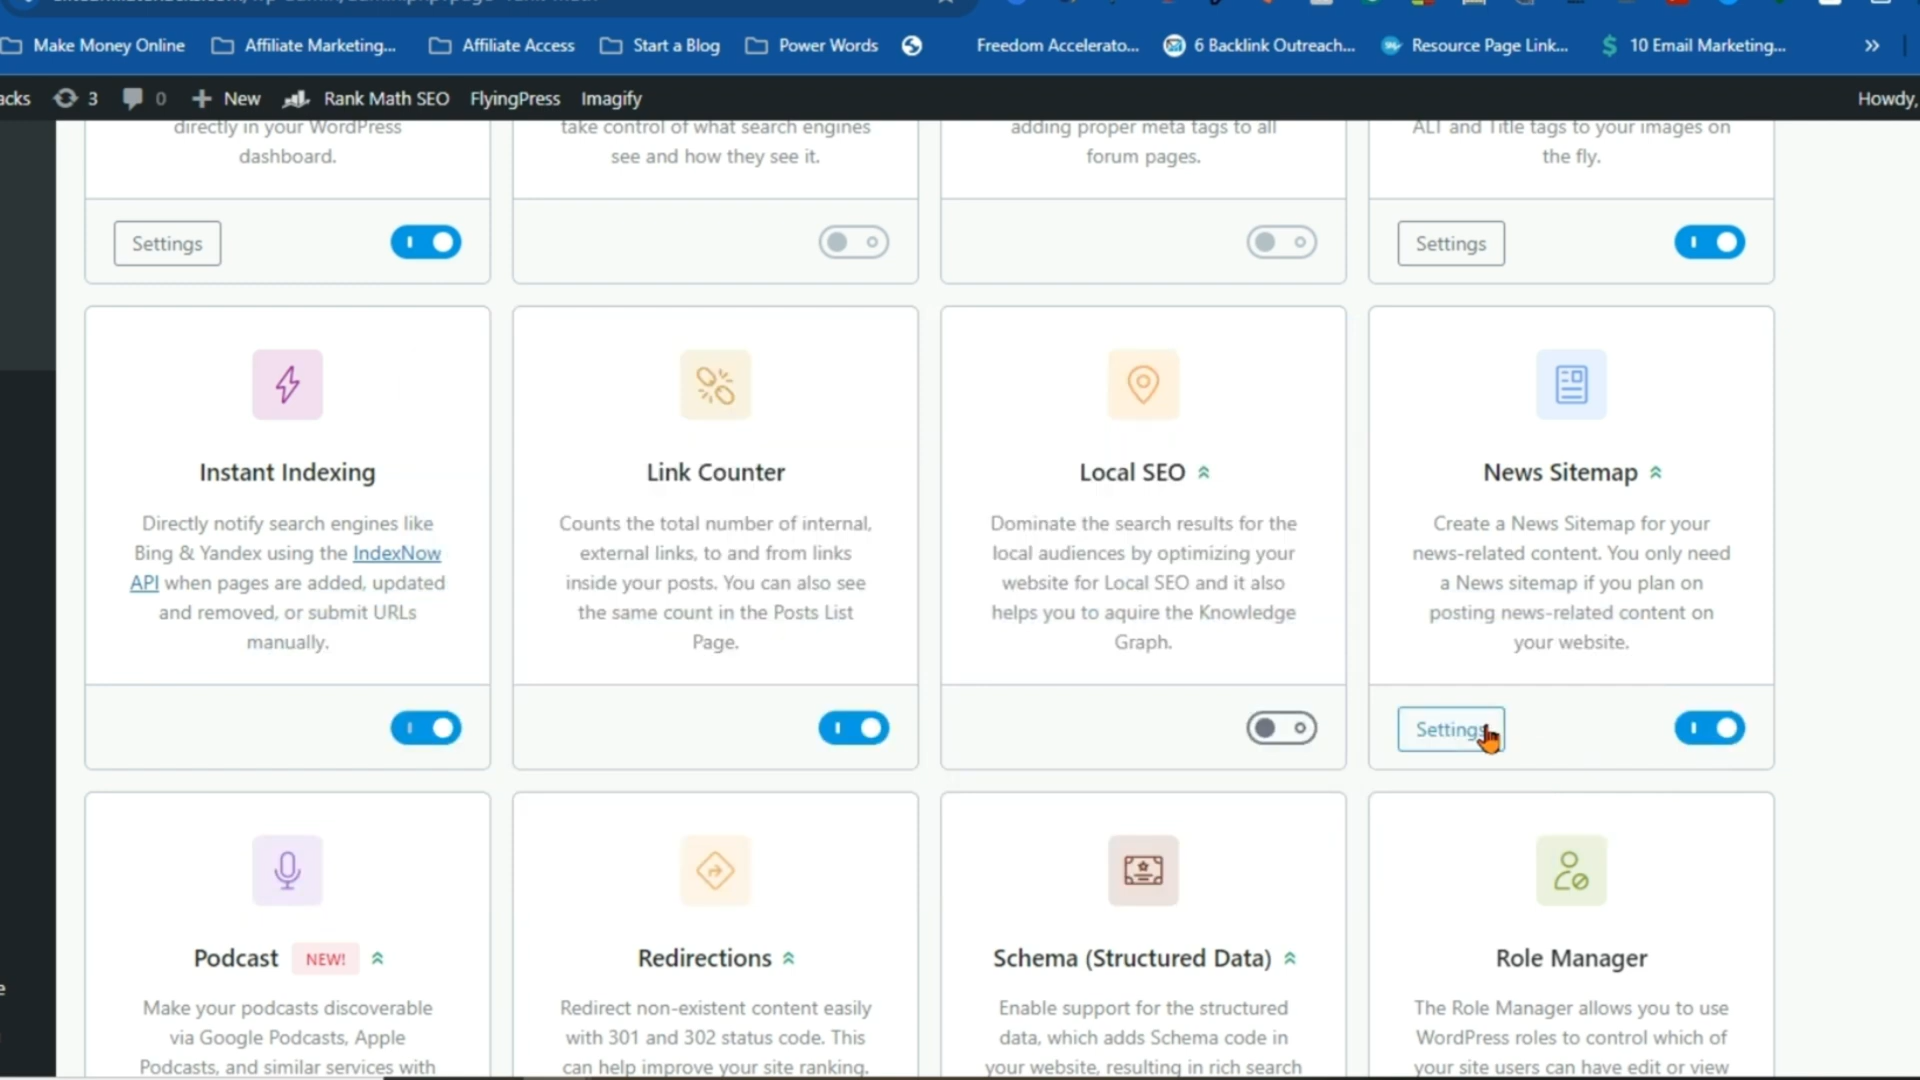 Make Money Online
Affiliate Marketing...
Affiliate Access
Start a Blog
Power Words
Freedom Accelerato...
6 Backlink Outreach...
Resource Page Link...
10 Email Marketing...
»
acks
3
0
New
Rank Math SEO
FlyingPress
Imagify
Howdy,
directly in your WordPress
dashboard.
Settings
take control of what search engines
see and how they see it.
adding proper meta tags to all
forum pages.
ALT and Title tags to your images on
the fly.
Settings
Instant Indexing
Directly notify search engines like
Bing & Yandex using the IndexNow
API when pages are added, updated
and removed, or submit URLs
manually.
Link Counter
Counts the total number of internal,
external links, to and from links
inside your posts. You can also see
the same count in the Posts List
Page.
Local SEO
Dominate the search results for the
local audiences by optimizing your
website for Local SEO and it also
helps you to aquire the Knowledge
Graph.
News Sitemap
Create a News Sitemap for your
news-related content. You only need
a News sitemap if you plan on
posting news-related content on
your website.
Settings
Podcast NEW!
Make your podcasts discoverable
via Google Podcasts, Apple
Podcasts, and similar services with
Redirections
Redirect non-existent content easily
with 301 and 302 status code. This
can help improve your site ranking.
Schema (Structured Data)
Enable support for the structured
data, which adds Schema code in
your website, resulting in rich search
Role Manager
The Role Manager allows you to use
WordPress roles to control which of
your site users can have edit or view